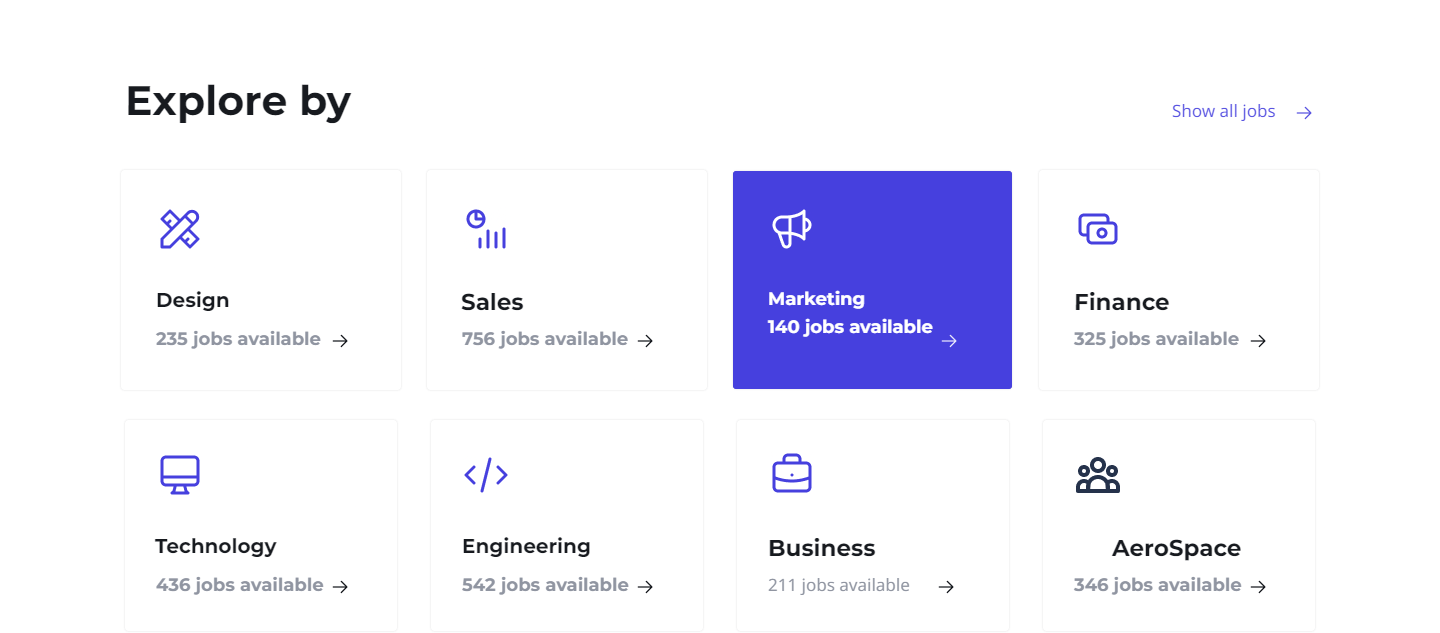 Explore by
Show all jobs
Design
235 jobs available
Sales
756 jobs available
Marketing
140 jobs available
Finance
325 jobs available
Technology
436 jobs available
Engineering
542 jobs available
Business
211 jobs available
AeroSpace
346 jobs available